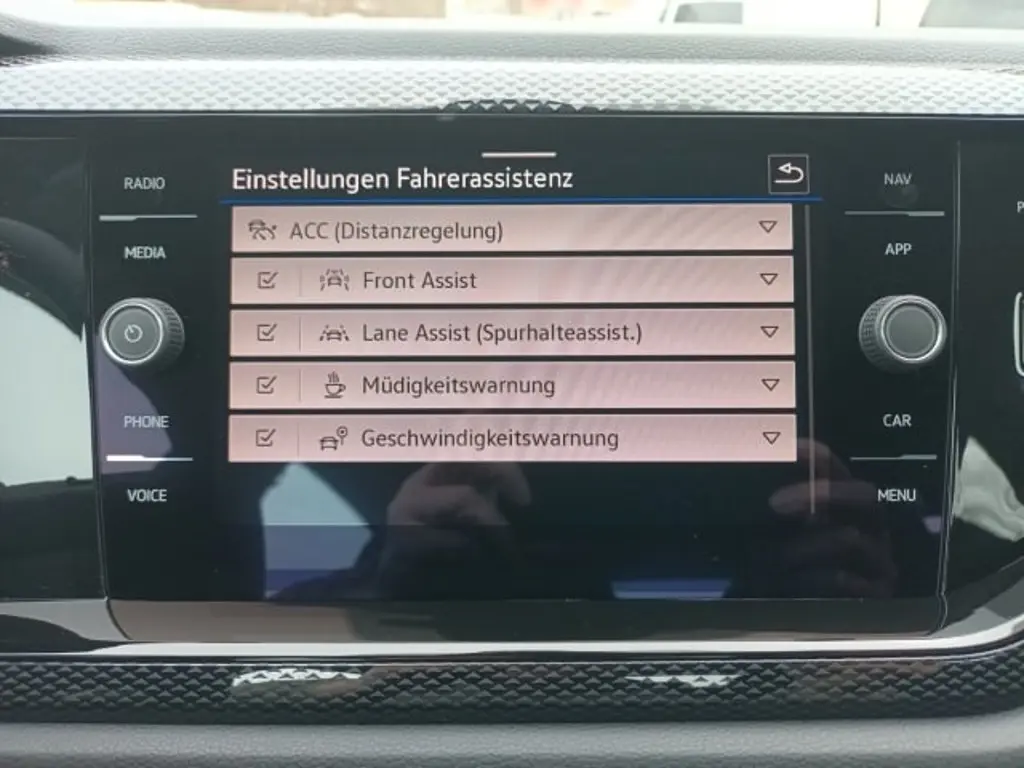 Einstellungen Fahrerassistenz
RADIO
NAV
MEDIA
APP
ACC (Distanzregelung)
Front Assist
Lane Assist (Spurhalteassist.)
Müdigkeitswarnung
Geschwindigkeitswarnung
PHONE
CAR
VOICE
MENU